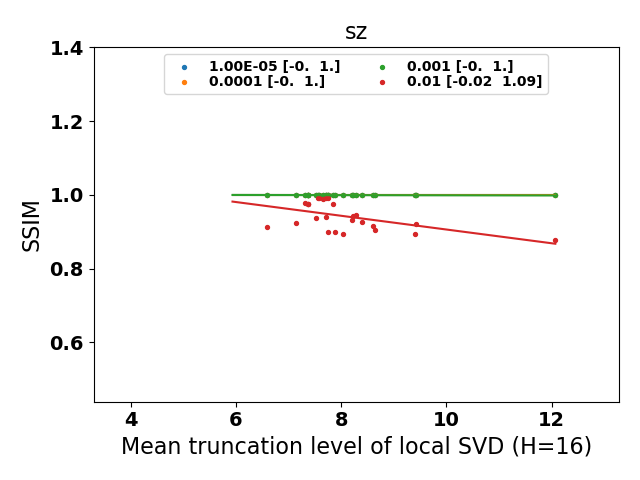 sz
1.00E-05 [-0.  1.]
0.0001 [-0.  1.]
0.001 [-0.  1.]
0.01 [-0.02  1.09]
SSIM
1.4
1.2
1.0
0.8
0.6
4 6 8 10 12
Mean truncation level of local SVD (H=16)